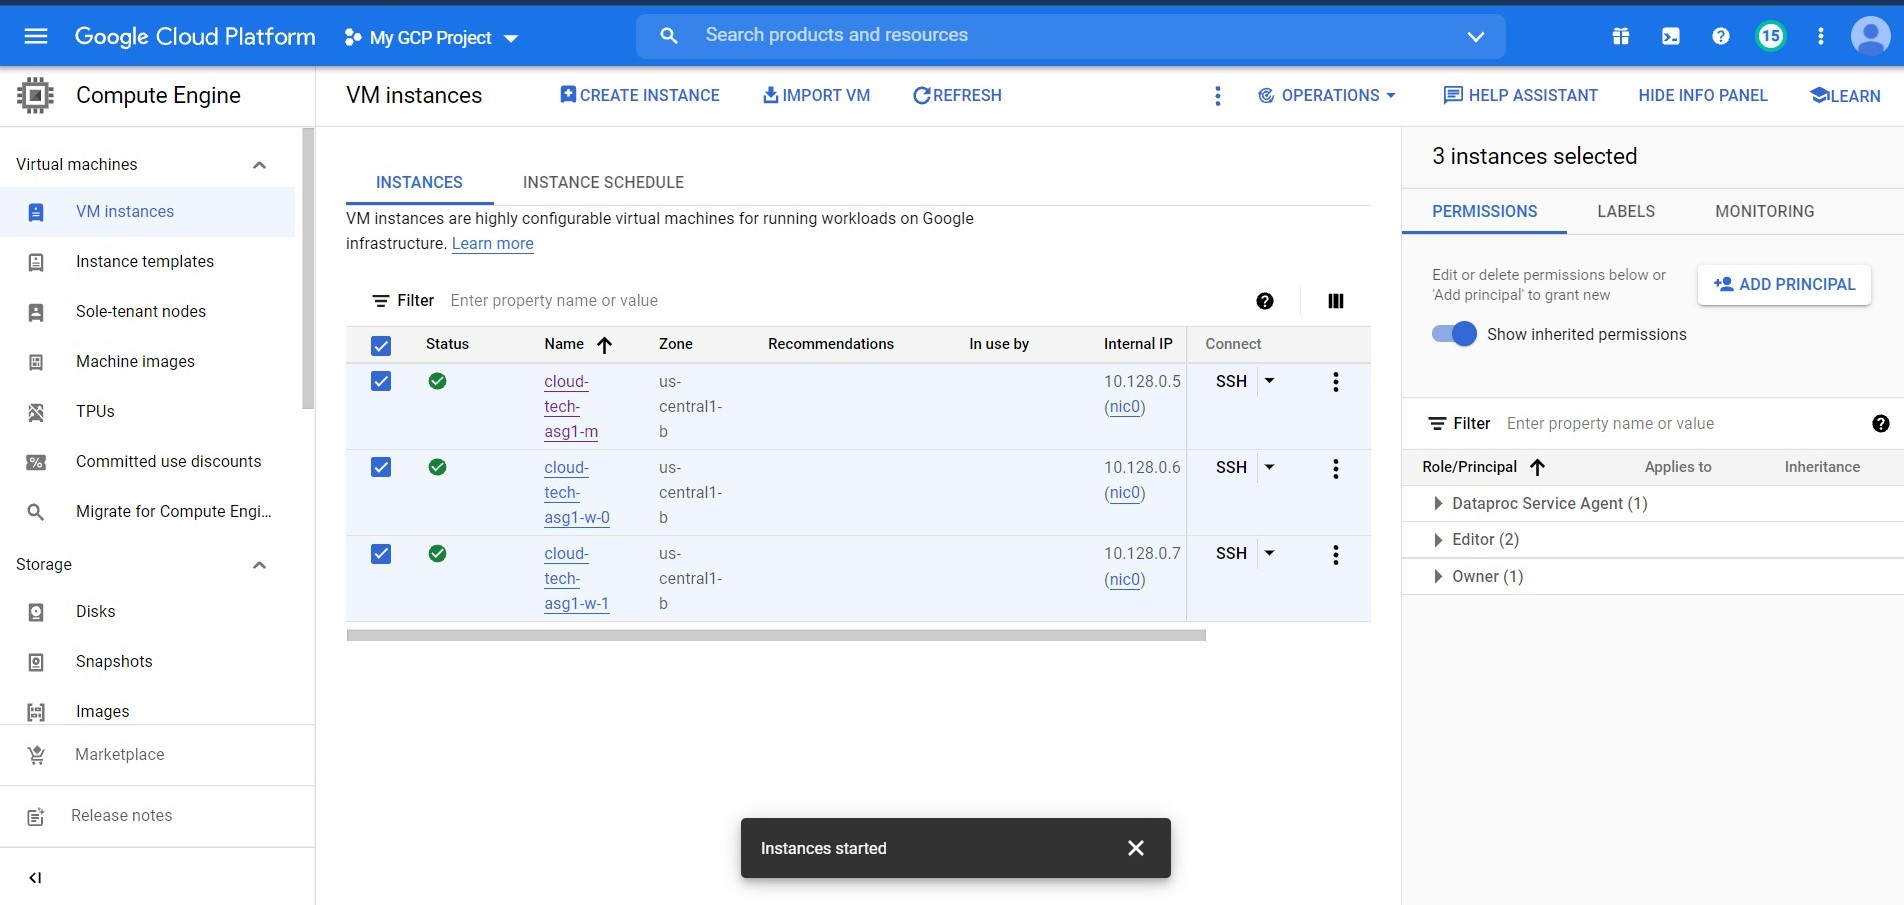 Google Cloud Platform
My GCP Project
Search products and resources
15
Compute Engine
VM instances
CREATE INSTANCE
IMPORT VM
REFRESH
OPERATIONS
HELP ASSISTANT
HIDE INFO PANEL
LEARN
Virtual machines
VM instances
Instance templates
Sole-tenant nodes
Machine images
TPUs
Committed use discounts
Migrate for Compute Engi...
Storage
Disks
Snapshots
Images
Marketplace
Release notes
INSTANCES
INSTANCE SCHEDULE
VM instances are highly configurable virtual machines for running workloads on Google
infrastructure. Learn more
Filter Enter property name or value
Status Name Zone Recommendations In use by Internal IP Connect
cloud- us- 10.128.0.5 SSH
tech- central1- (nic0)
asg1-m b
cloud- us- 10.128.0.6 SSH
tech- central1- (nic0)
asg1-w-0 b
cloud- us- 10.128.0.7 SSH
tech- central1- (nic0)
asg1-w-1 b
Instances started
3 instances selected
PERMISSIONS LABELS MONITORING
Edit or delete permissions below or
'Add principal' to grant new
ADD PRINCIPAL
Show inherited permissions
Filter Enter property name or value
Role/Principal Applies to Inheritance
Dataproc Service Agent (1)
Editor (2)
Owner (1)